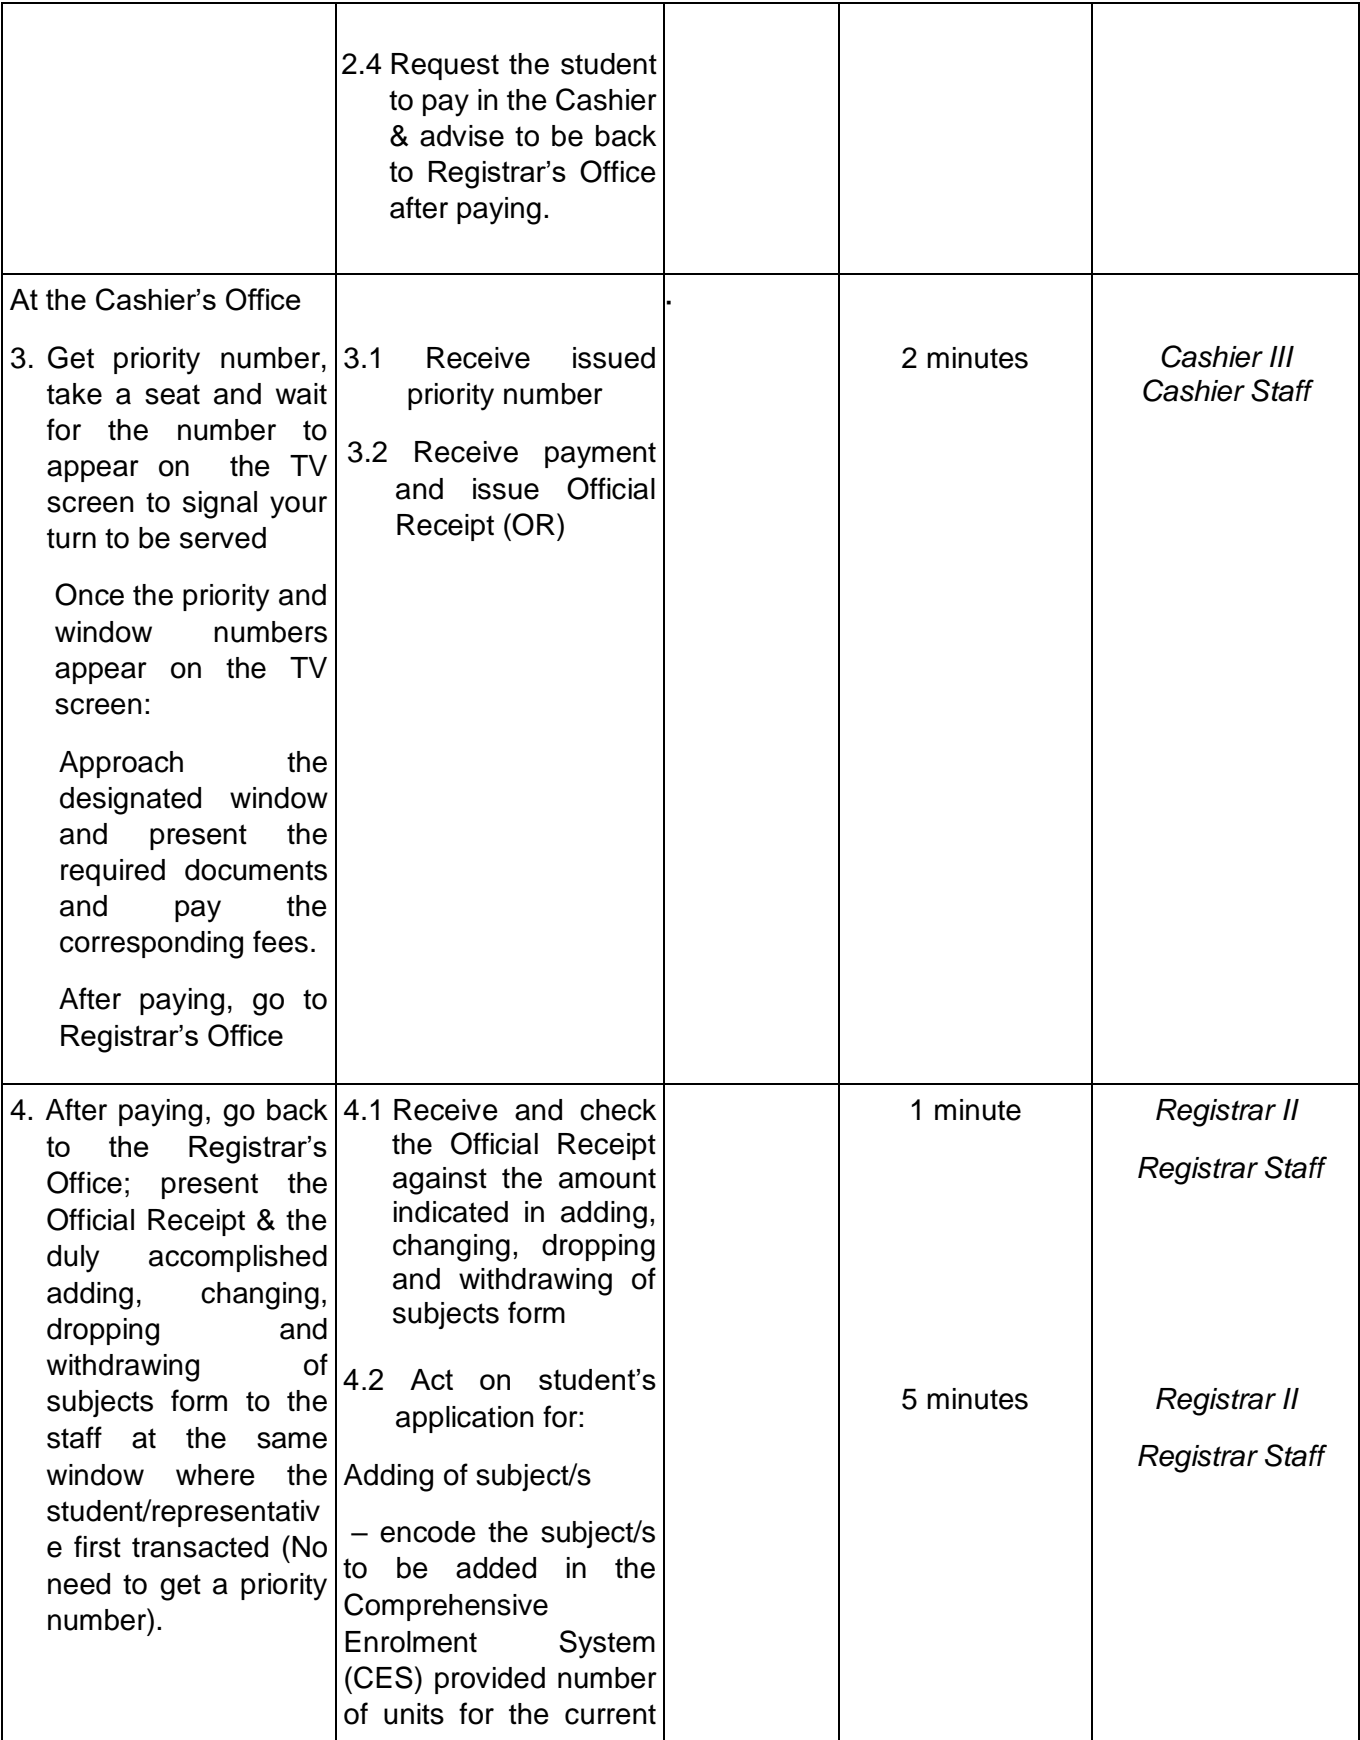 2.4 Request the student
to pay in the Cashier
& advise to be back
to Registrar’s Office
after paying.
At the Cashier’s Office
3. Get priority number,
take a seat and wait
for the number to
appear on the TV
screen to signal your
turn to be served
Once the priority and
window numbers
appear on the TV
screen:
Approach the
designated window
and present the
required documents
and pay the
corresponding fees.
After paying, go to
Registrar’s Office
3.1 Receive issued
priority number
3.2 Receive payment
and issue Official
Receipt (OR)
.
2 minutes
Cashier III
Cashier Staff
4. After paying, go back
to the Registrar’s
Office; present the
Official Receipt & the
duly accomplished
adding, changing,
dropping and
withdrawing of
subjects form to the
staff at the same
window where the
student/representativ
e first transacted (No
need to get a priority
number).
4.1 Receive and check
the Official Receipt
against the amount
indicated in adding,
changing, dropping
and withdrawing of
subjects form
4.2 Act on student’s
application for:
Adding of subject/s
– encode the subject/s
to be added in the
Comprehensive
Enrolment System
(CES) provided number
of units for the current
1 minute
5 minutes
Registrar II
Registrar Staff
Registrar II
Registrar Staff